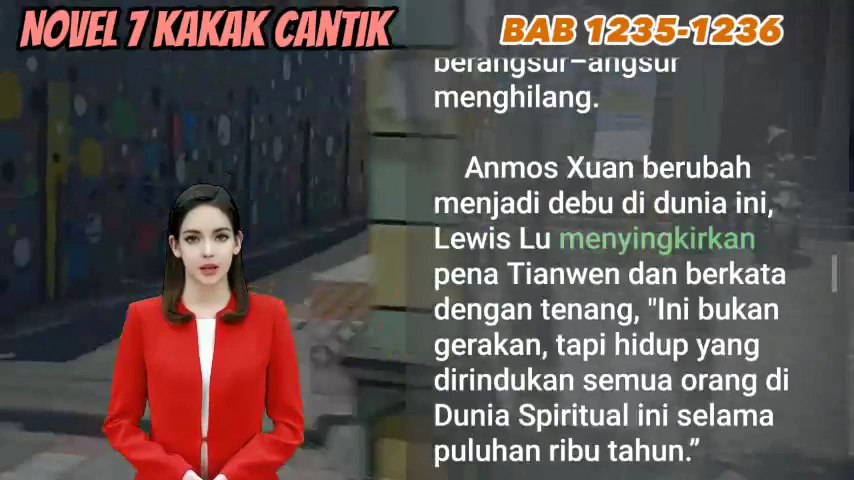 NOVEL 7 KAKAK CANTIK
BAB 1235-1236
berangsur–angsur
menghilang.
Anmos Xuan berubah
menjadi debu di dunia ini,
Lewis Lu menyingkirkan
pena Tianwen dan berkata
dengan tenang, "Ini bukan
gerakan, tapi hidup yang
dirindukan semua orang di
Dunia Spiritual ini selama
puluhan ribu tahun.”